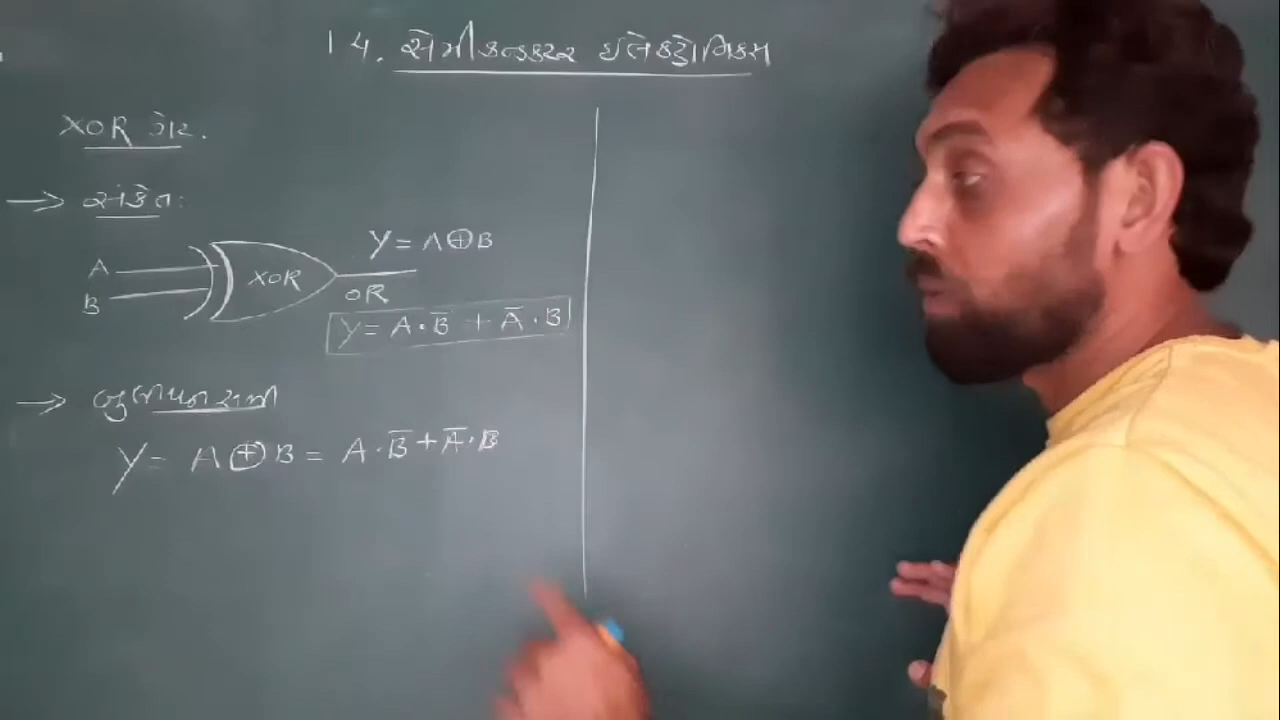 14. સેમીકન્ડક્ટર ઇલેક્ટ્રોનિક્સ
XOR ગેટ.
→ સંકેત:
A
B
XOR
Y = A ⊕ B
OR
Y = A · B̅ + A̅ · B
→ બુલીયન સમી
Y = A ⊕ B = A · B̅ + A̅ · B